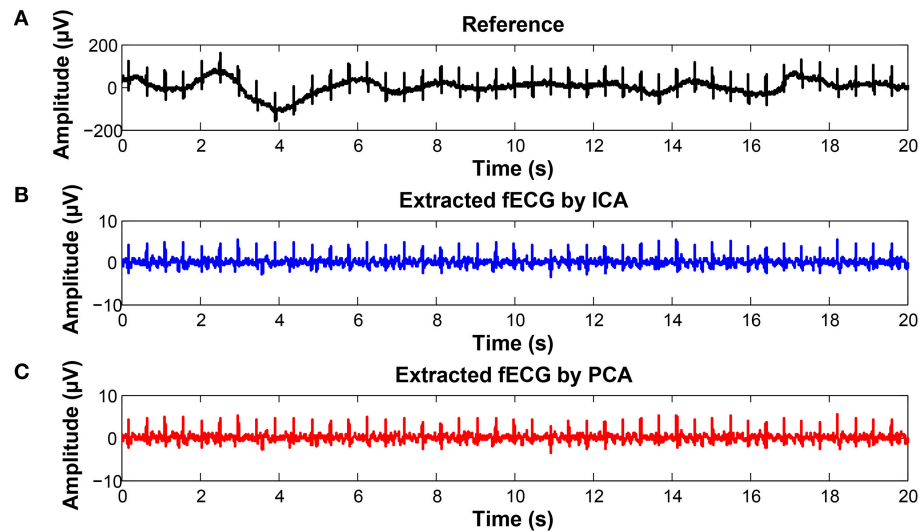 A
Reference
Amplitude (µV)
200
0
−200
0 2 4 6 8 10 12 14 16 18 20
Time (s)
B
Extracted fECG by ICA
Amplitude (µV)
10
0
−10
0 2 4 6 8 10 12 14 16 18 20
Time (s)
C
Extracted fECG by PCA
Amplitude (µV)
10
0
−10
0 2 4 6 8 10 12 14 16 18 20
Time (s)